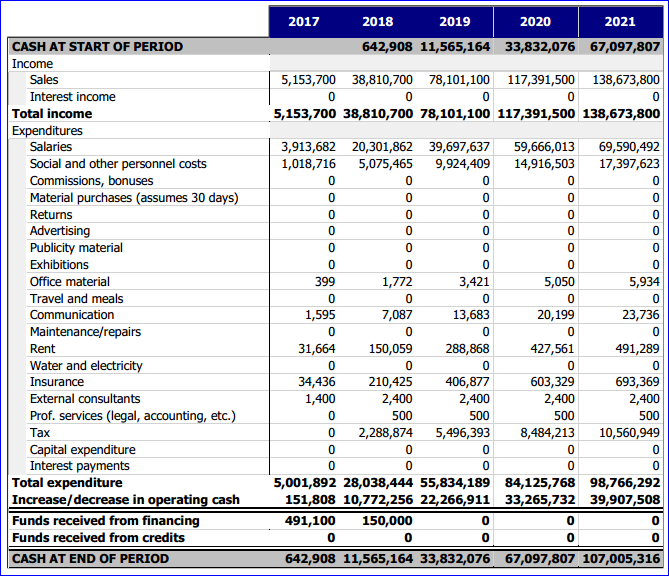 2017 2018 2019 2020 2021
CASH AT START OF PERIOD 642,908 11,565,164 33,832,076 67,097,807
Income
Sales 5,153,700 38,810,700 78,101,100 117,391,500 138,673,800
Interest income 0 0 0 0 0
Total income 5,153,700 38,810,700 78,101,100 117,391,500 138,673,800
Expenditures
Salaries 3,913,682 20,301,862 39,697,637 59,666,013 69,590,492
Social and other personnel costs 1,018,716 5,075,465 9,924,409 14,916,503 17,397,623
Commissions, bonuses 0 0 0 0 0
Material purchases (assumes 30 days) 0 0 0 0 0
Returns 0 0 0 0 0
Advertising 0 0 0 0 0
Publicity material 0 0 0 0 0
Exhibitions 0 0 0 0 0
Office material 399 1,772 3,421 5,050 5,934
Travel and meals 0 0 0 0 0
Communication 1,595 7,087 13,683 20,199 23,736
Maintenance/repairs 0 0 0 0 0
Rent 31,664 150,059 288,868 427,561 491,289
Water and electricity 0 0 0 0 0
Insurance 34,436 210,425 406,877 603,329 693,369
External consultants 1,400 2,400 2,400 2,400 2,400
Prof. services (legal, accounting, etc.) 0 500 500 500 500
Tax 0 2,288,874 5,496,393 8,484,213 10,560,949
Capital expenditure 0 0 0 0 0
Interest payments 0 0 0 0 0
Total expenditure 5,001,892 28,038,444 55,834,189 84,125,768 98,766,292
Increase/decrease in operating cash 151,808 10,772,256 22,266,911 33,265,732 39,907,508
Funds received from financing 491,100 150,000 0 0 0
Funds received from credits 0 0 0 0 0
CASH AT END OF PERIOD 642,908 11,565,164 33,832,076 67,097,807 107,005,316